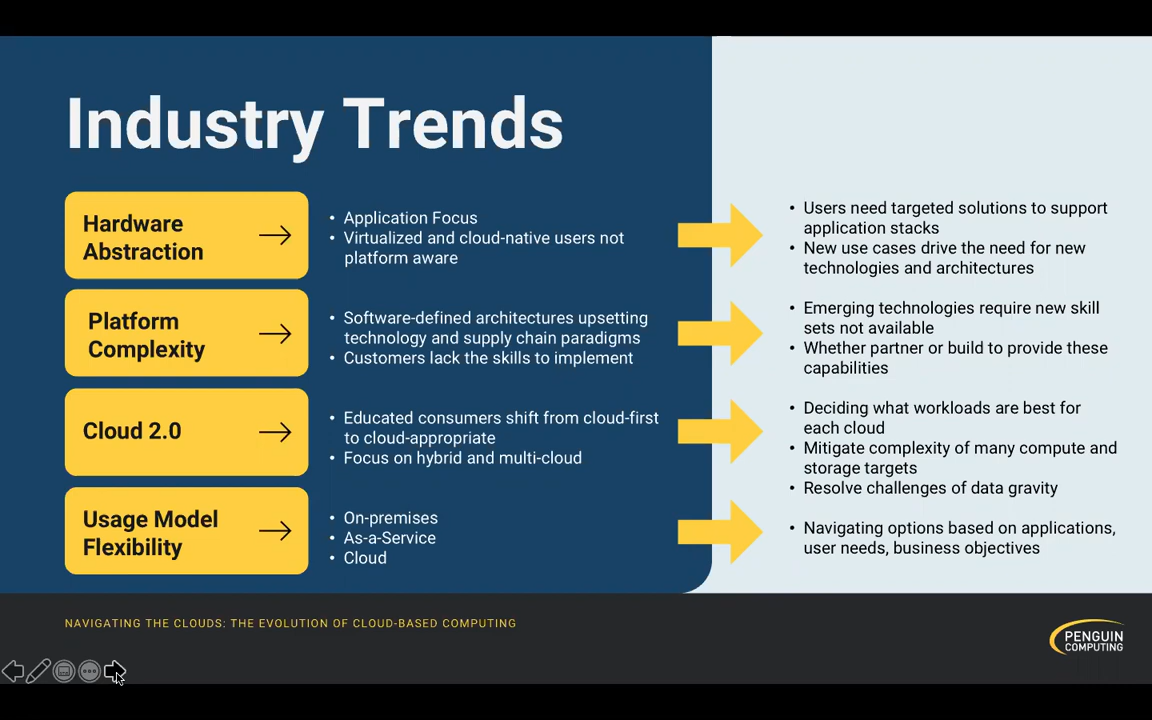 Industry Trends
Hardware
Abstraction
• Application Focus
• Virtualized and cloud-native users not
platform aware
• Users need targeted solutions to support
application stacks
• New use cases drive the need for new
technologies and architectures
Platform
Complexity
• Software-defined architectures upsetting
technology and supply chain paradigms
• Customers lack the skills to implement
• Emerging technologies require new skill
sets not available
• Whether partner or build to provide these
capabilities
Cloud 2.0
• Educated consumers shift from cloud-first
to cloud-appropriate
• Focus on hybrid and multi-cloud
• Deciding what workloads are best for
each cloud
• Mitigate complexity of many compute and
storage targets
• Resolve challenges of data gravity
Usage Model
Flexibility
• On-premises
• As-a-Service
• Cloud
• Navigating options based on applications,
user needs, business objectives
NAVIGATING THE CLOUDS: THE EVOLUTION OF CLOUD-BASED COMPUTING
PENGUIN
COMPUTING